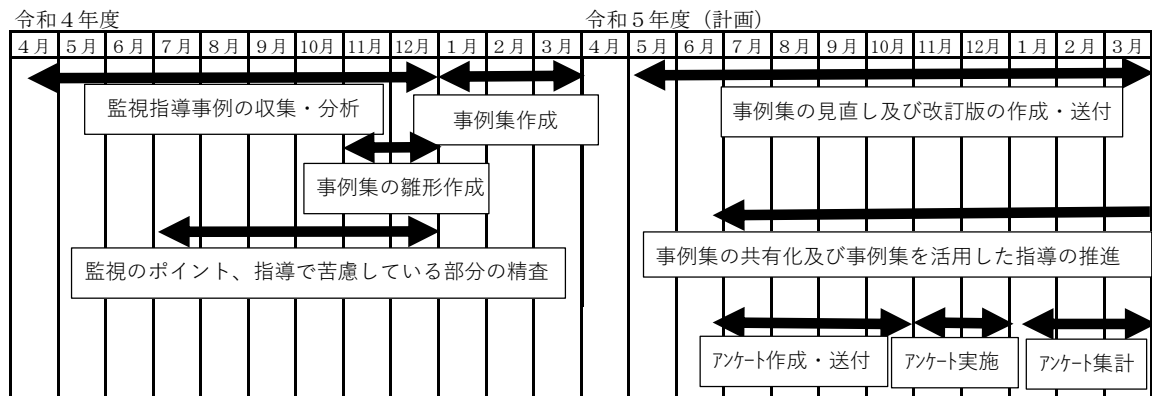 令和４年度 令和５年度（計画）
４月 ５月 ６月 ７月 ８月 ９月 10月 11月 12月 １月 ２月 ３月 ４月 ５月 ６月 ７月 ８月 ９月 10月 11月 12月 １月 ２月 ３月
監視指導事例の収集・分析
事例集作成
事例集の見直し及び改訂版の作成・送付
事例集の雛形作成
監視のポイント、指導で苦慮している部分の精査
事例集の共有化及び事例集を活用した指導の推進
ｱﾝｹｰﾄ作成・送付
ｱﾝｹｰﾄ実施
ｱﾝｹｰﾄ集計